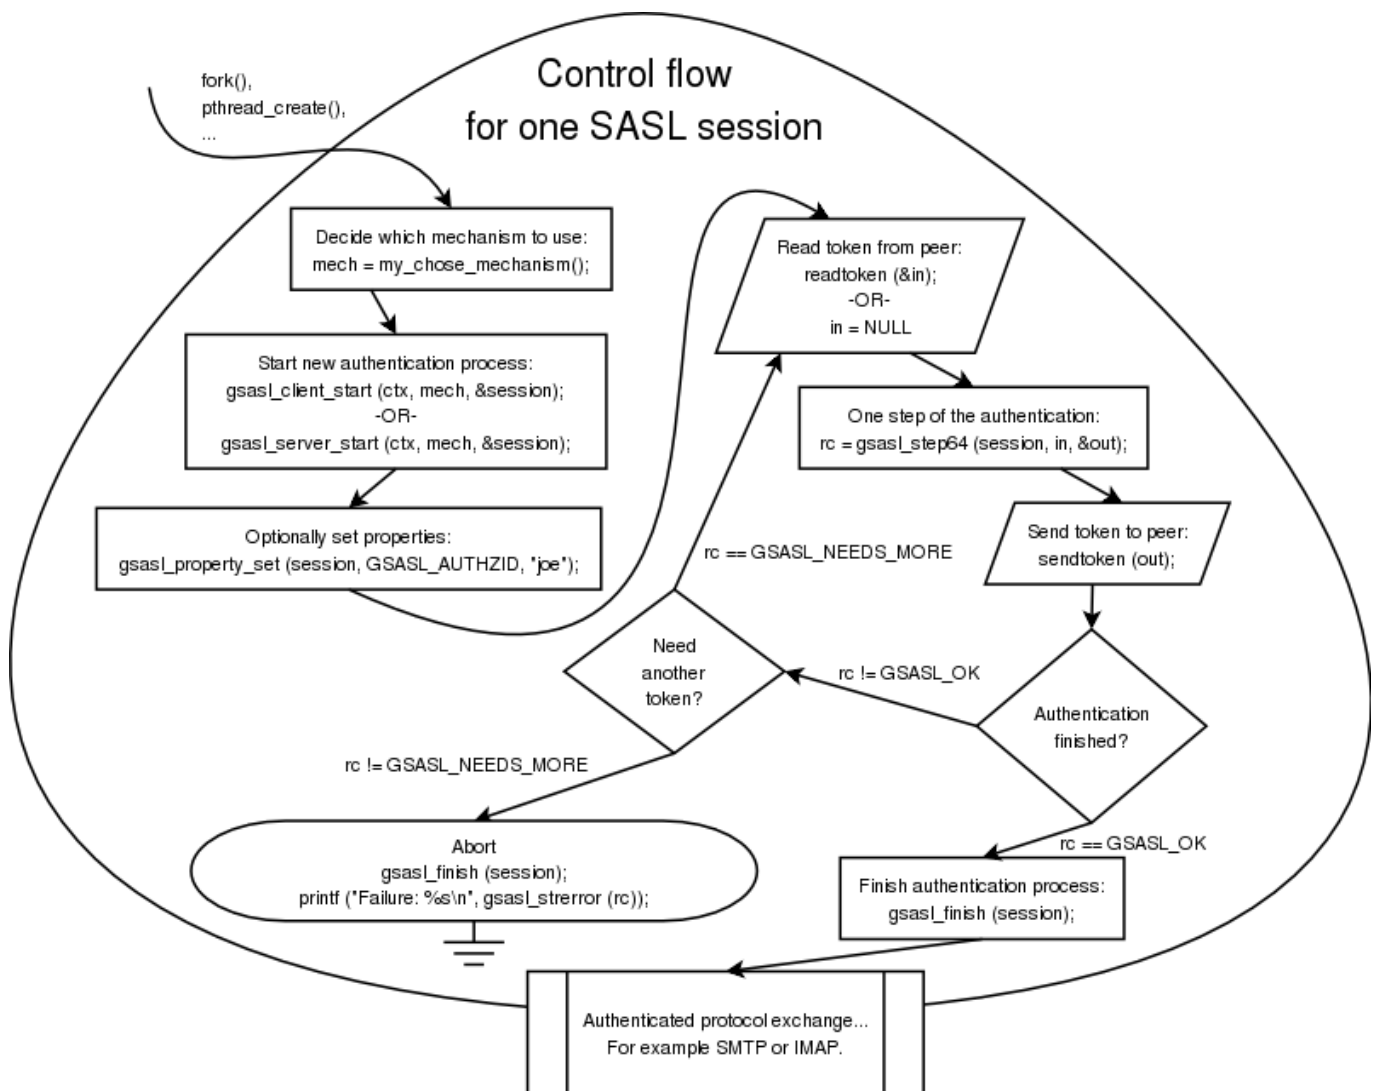 Control flow
for one SASL session
fork(),
pthread_create(),
...
Decide which mechanism to use:
mech = my_chose_mechanism();
Start new authentication process:
gsasl_client_start (ctx, mech, &session);
-OR-
gsasl_server_start (ctx, mech, &session);
Optionally set properties:
gsasl_property_set (session, GSASL_AUTHZID, "joe");
Read token from peer:
readtoken (&in);
-OR-
in = NULL
One step of the authentication:
rc = gsasl_step64 (session, in, &out);
Send token to peer:
sendtoken (out);
Authentication
finished?
rc != GSASL_OK
Need
another
token?
rc == GSASL_NEEDS_MORE
rc != GSASL_NEEDS_MORE
Abort
gsasl_finish (session);
printf ("Failure: %s\n", gsasl_strerror (rc));
rc == GSASL_OK
Finish authentication process:
gsasl_finish (session);
Authenticated protocol exchange...
For example SMTP or IMAP.